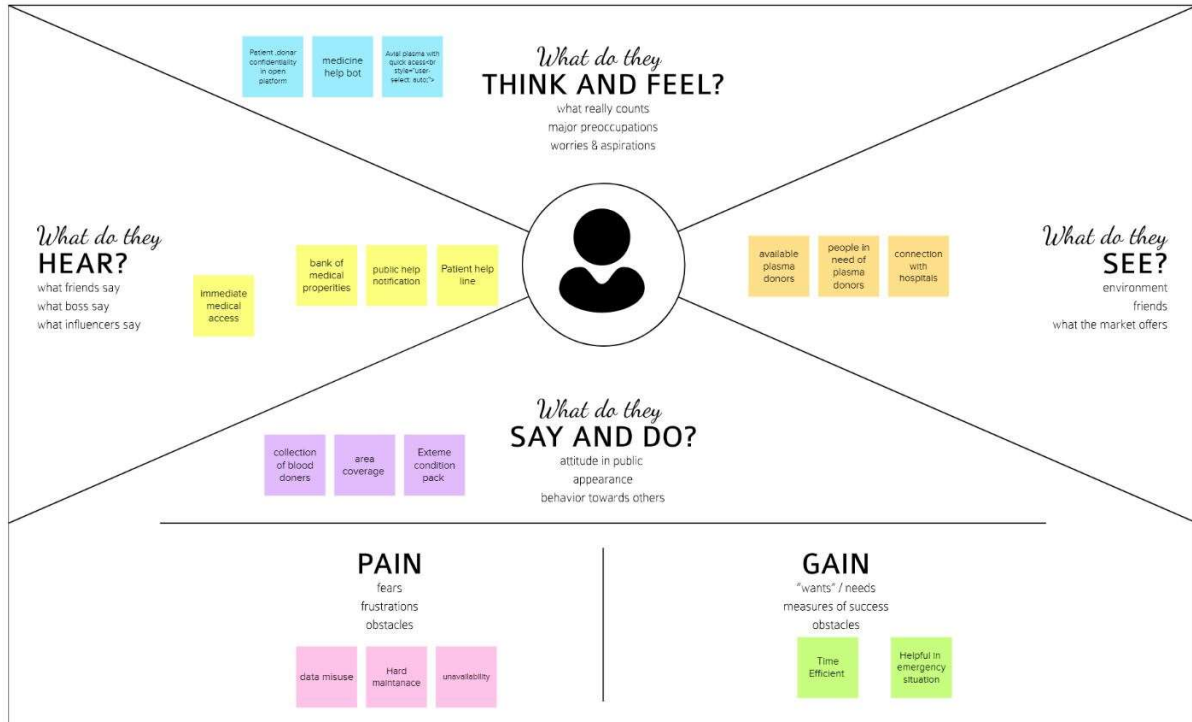 Patient ,donar
confidentiality
in open
platform
medicine
help bot
Avial plasma with
quick acess<br
style="user-
select: auto;">
What do they
THINK AND FEEL?
what really counts
major preoccupations
worries & aspirations
What do they
HEAR?
what friends say
what boss say
what influencers say
immediate
medical
access
bank of
medical
properities
public help
notification
Patient help
line
available
plasma
donors
people in
need of
plasma
donors
connection
with
hospitals
What do they
SEE?
environment
friends
what the market offers
What do they
SAY AND DO?
attitude in public
appearance
behavior towards others
collection
of blood
doners
area
coverage
Exteme
condition
pack
PAIN
fears
frustrations
obstacles
data misuse
Hard
maintanace
unavailability
GAIN
"wants" / needs
measures of success
obstacles
Time
Efficient
Helpful in
emergency
situation